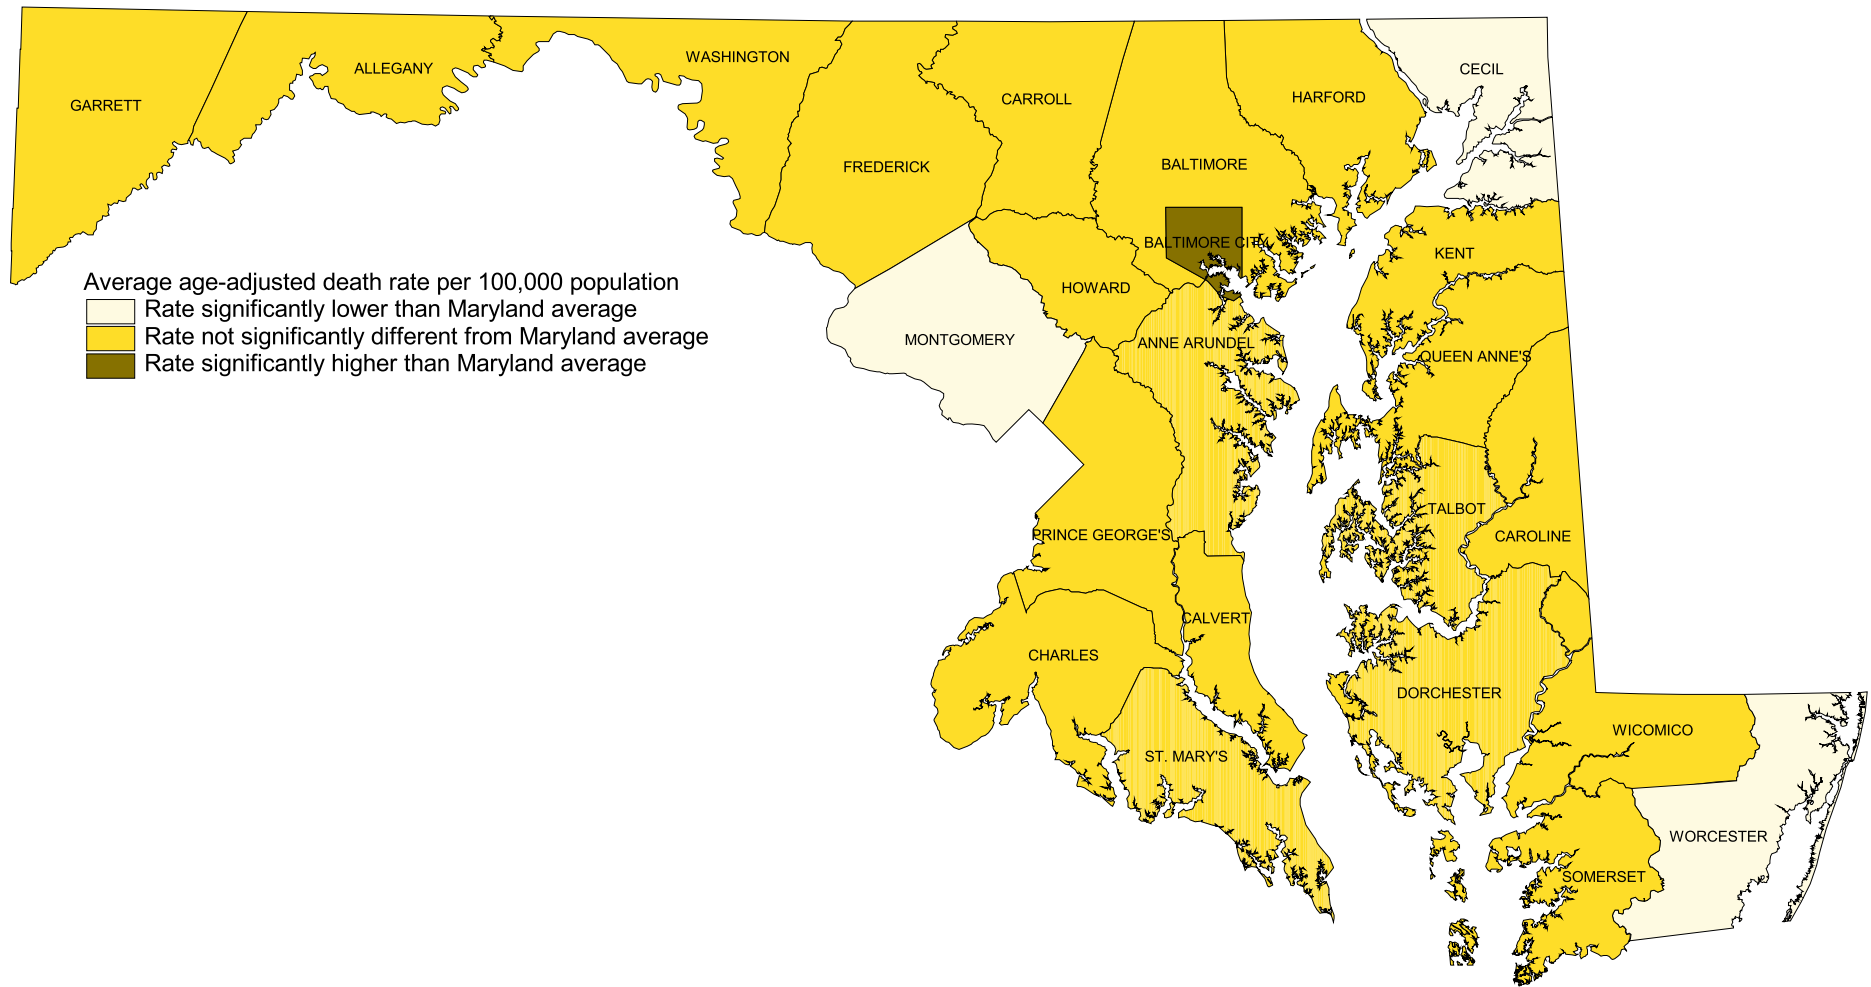 CECIL
WASHINGTON
ALLEGANY
HARFORD
CARROLL
GARRETT
BALTIMORE
FREDERICK
BALTIMORE CITY
KENT
Average age-adjusted death rate per 100,000 population
Rate significantly lower than Maryland average
Rate not significantly different from Maryland average
Rate significantly higher than Maryland average
HOWARD
MONTGOMERY
ANNE ARUNDEL
QUEEN ANNE'S
TALBOT
PRINCE GEORGE'S
CAROLINE
CALVERT
CHARLES
DORCHESTER
WICOMICO
ST. MARY'S
WORCESTER
SOMERSET